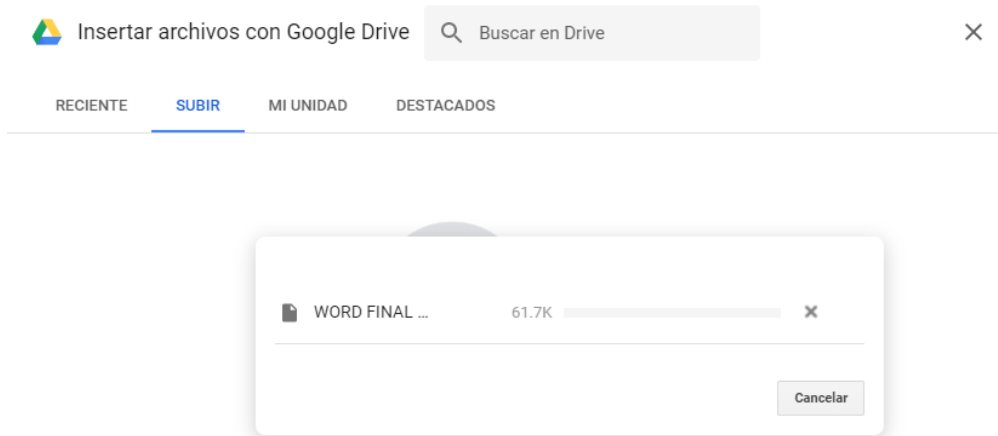 Insertar archivos con Google Drive
Buscar en Drive
RECIENTE SUBIR MI UNIDAD DESTACADOS
WORD FINAL ... 61.7K
Cancelar